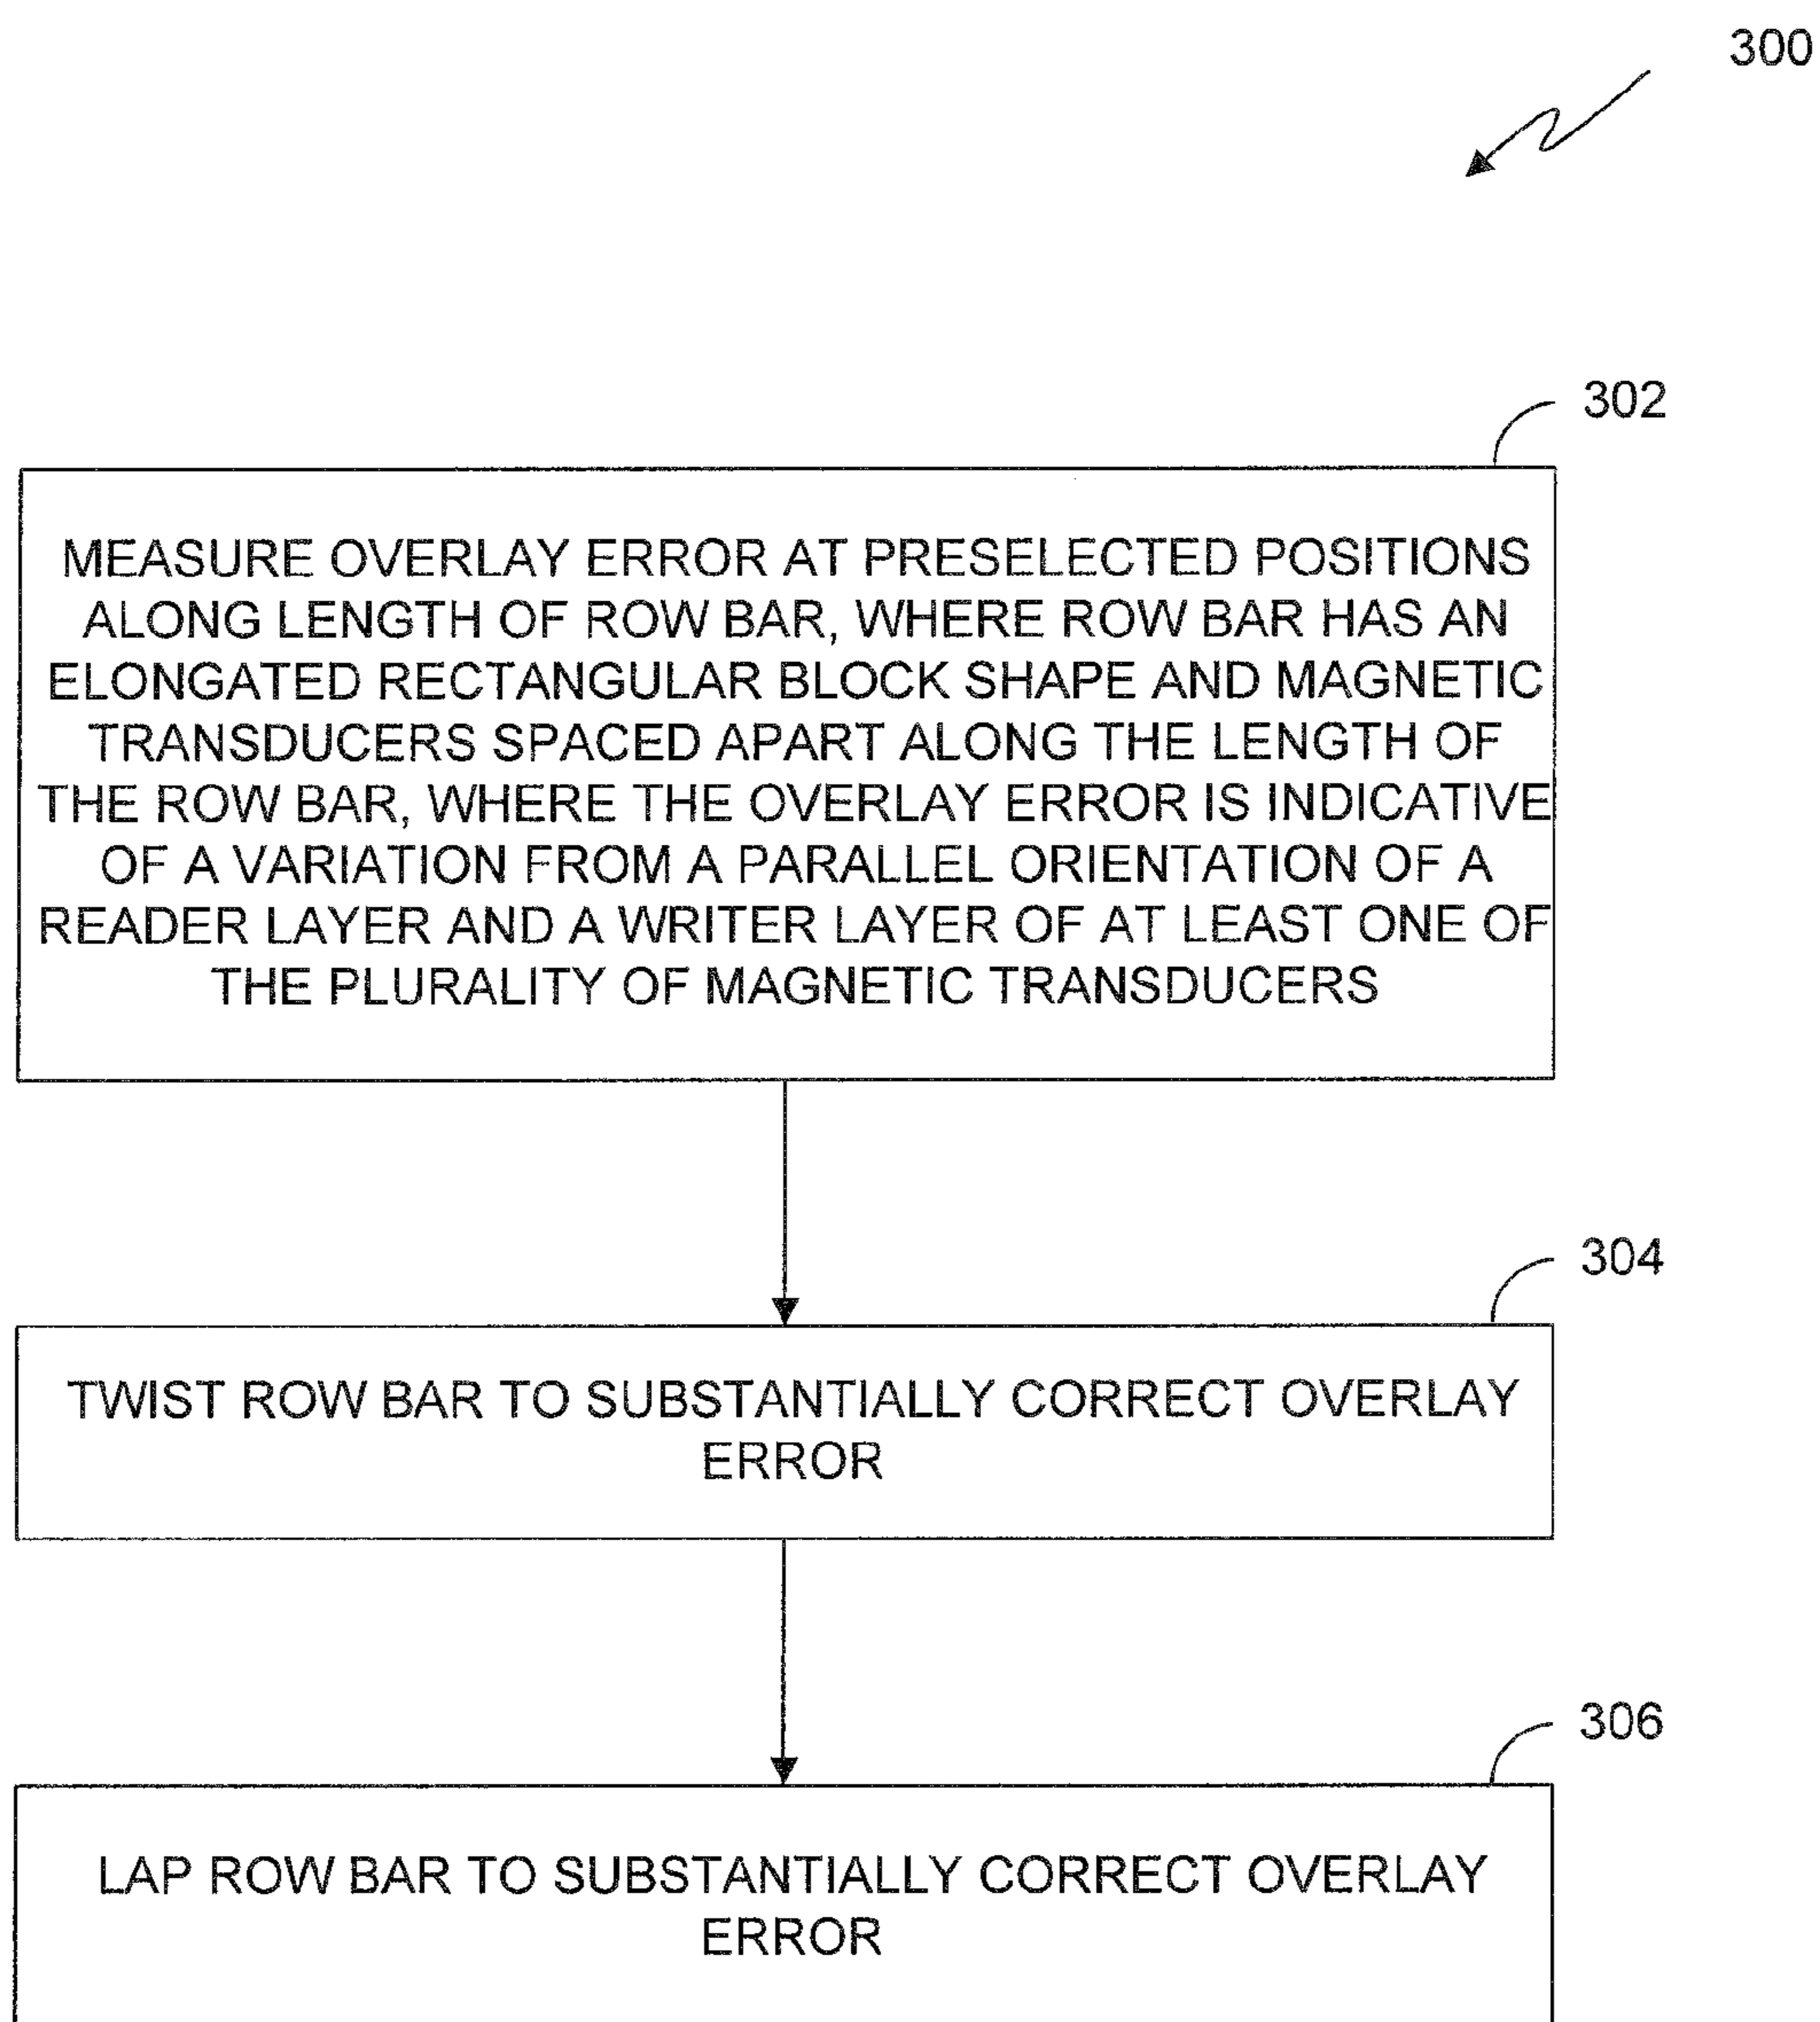 300
302
MEASURE OVERLAY ERROR AT PRESELECTED POSITIONS
ALONG LENGTH OF ROW BAR, WHERE ROW BAR HAS AN
ELONGATED RECTANGULAR BLOCK SHAPE AND MAGNETIC
TRANSDUCERS SPACED APART ALONG THE LENGTH OF
THE ROW BAR, WHERE THE OVERLAY ERROR IS INDICATIVE
OF A VARIATION FROM A PARALLEL ORIENTATION OF A
READER LAYER AND A WRITER LAYER OF AT LEAST ONE OF
THE PLURALITY OF MAGNETIC TRANSDUCERS
304
TWIST ROW BAR TO SUBSTANTIALLY CORRECT OVERLAY
ERROR
306
LAP ROW BAR TO SUBSTANTIALLY CORRECT OVERLAY
ERROR